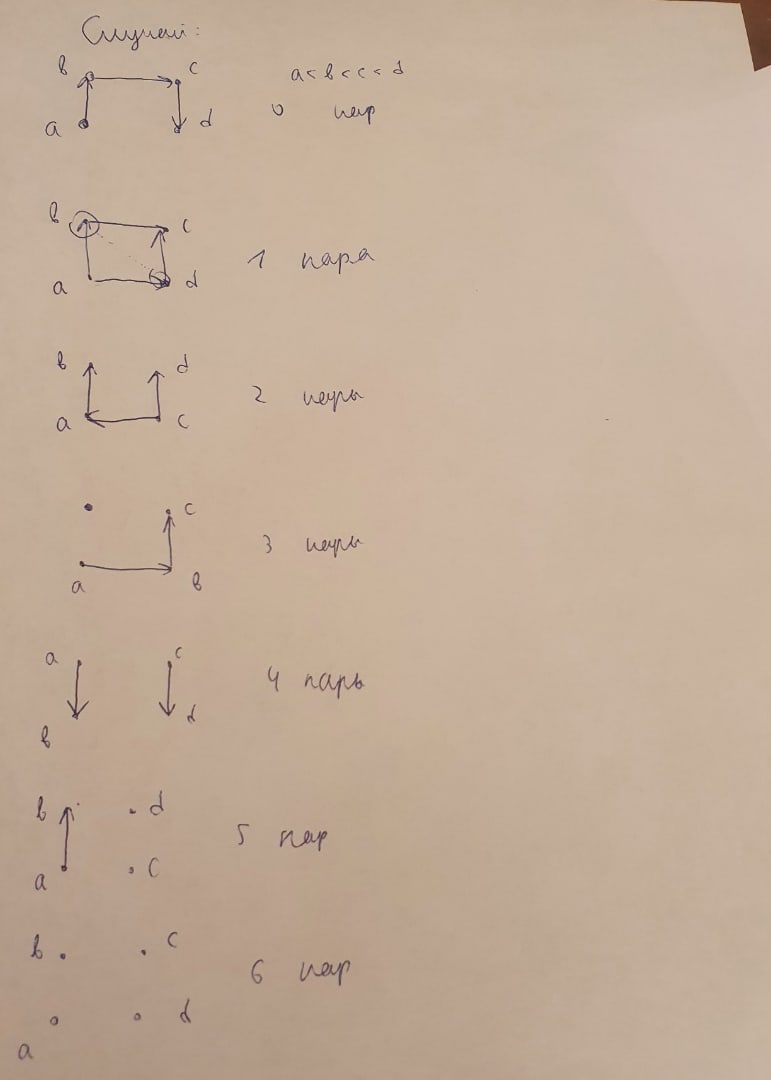 Случаи:
в с a < в < c < d
a d 0 пар
в с
a d 1 пара
в d
a c 2 пары
c
a в 3 пары
a c
в d 4 пары
в d
a c 5 пар
в c
d 6 пар
a